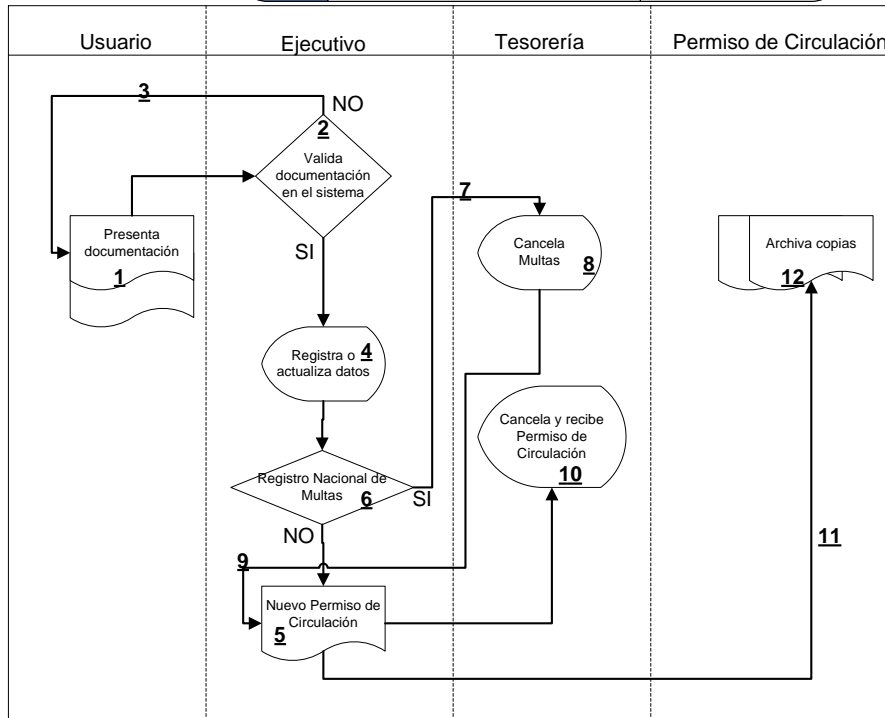 Usuario
Ejecutivo
Tesorería
Permiso de Circulación
3
NO
2
Valida
documentación
en el sistema
7
Presenta
documentación
1
SI
Cancela
Multas
8
Archiva copias
12
Registra o
actualiza datos
4
Cancela y recibe
Permiso de
Circulación
10
Registro Nacional de
Multas
6
SI
NO
11
9
Nuevo Permiso de
Circulación
5